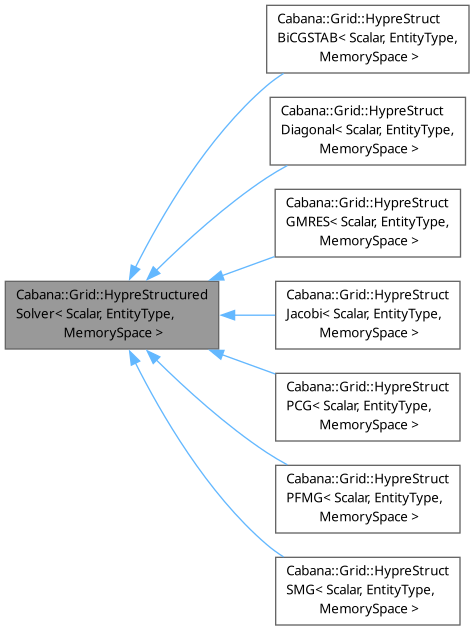 Cabana::Grid::HypreStruct
BiCGSTAB< Scalar, EntityType,
MemorySpace >
Cabana::Grid::HypreStruct
Diagonal< Scalar, EntityType,
MemorySpace >
Cabana::Grid::HypreStruct
GMRES< Scalar, EntityType,
MemorySpace >
Cabana::Grid::HypreStructured
Solver< Scalar, EntityType,
MemorySpace >
Cabana::Grid::HypreStruct
Jacobi< Scalar, EntityType,
MemorySpace >
Cabana::Grid::HypreStruct
PCG< Scalar, EntityType,
MemorySpace >
Cabana::Grid::HypreStruct
PFMG< Scalar, EntityType,
MemorySpace >
Cabana::Grid::HypreStruct
SMG< Scalar, EntityType,
MemorySpace >